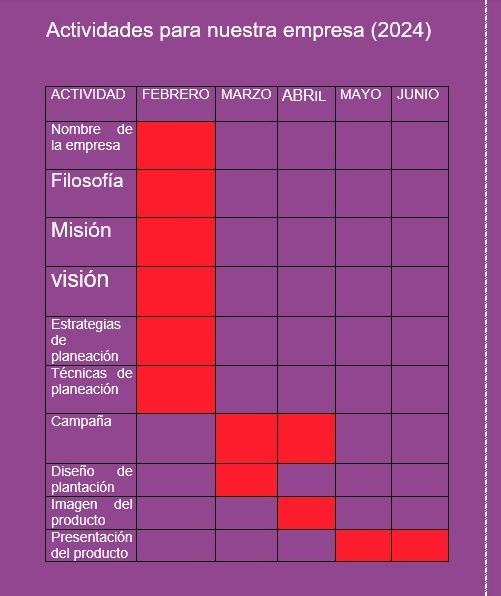 Actividades para nuestra empresa (2024)
ACTIVIDAD FEBRERO MARZO ABRIL MAYO JUNIO
Nombre de
la empresa
Filosofía
Misión
visión
Estrategias
de
planeación
Técnicas de
planeación
Campaña
Diseño de
plantación
Imagen del
producto
Presentación
del producto